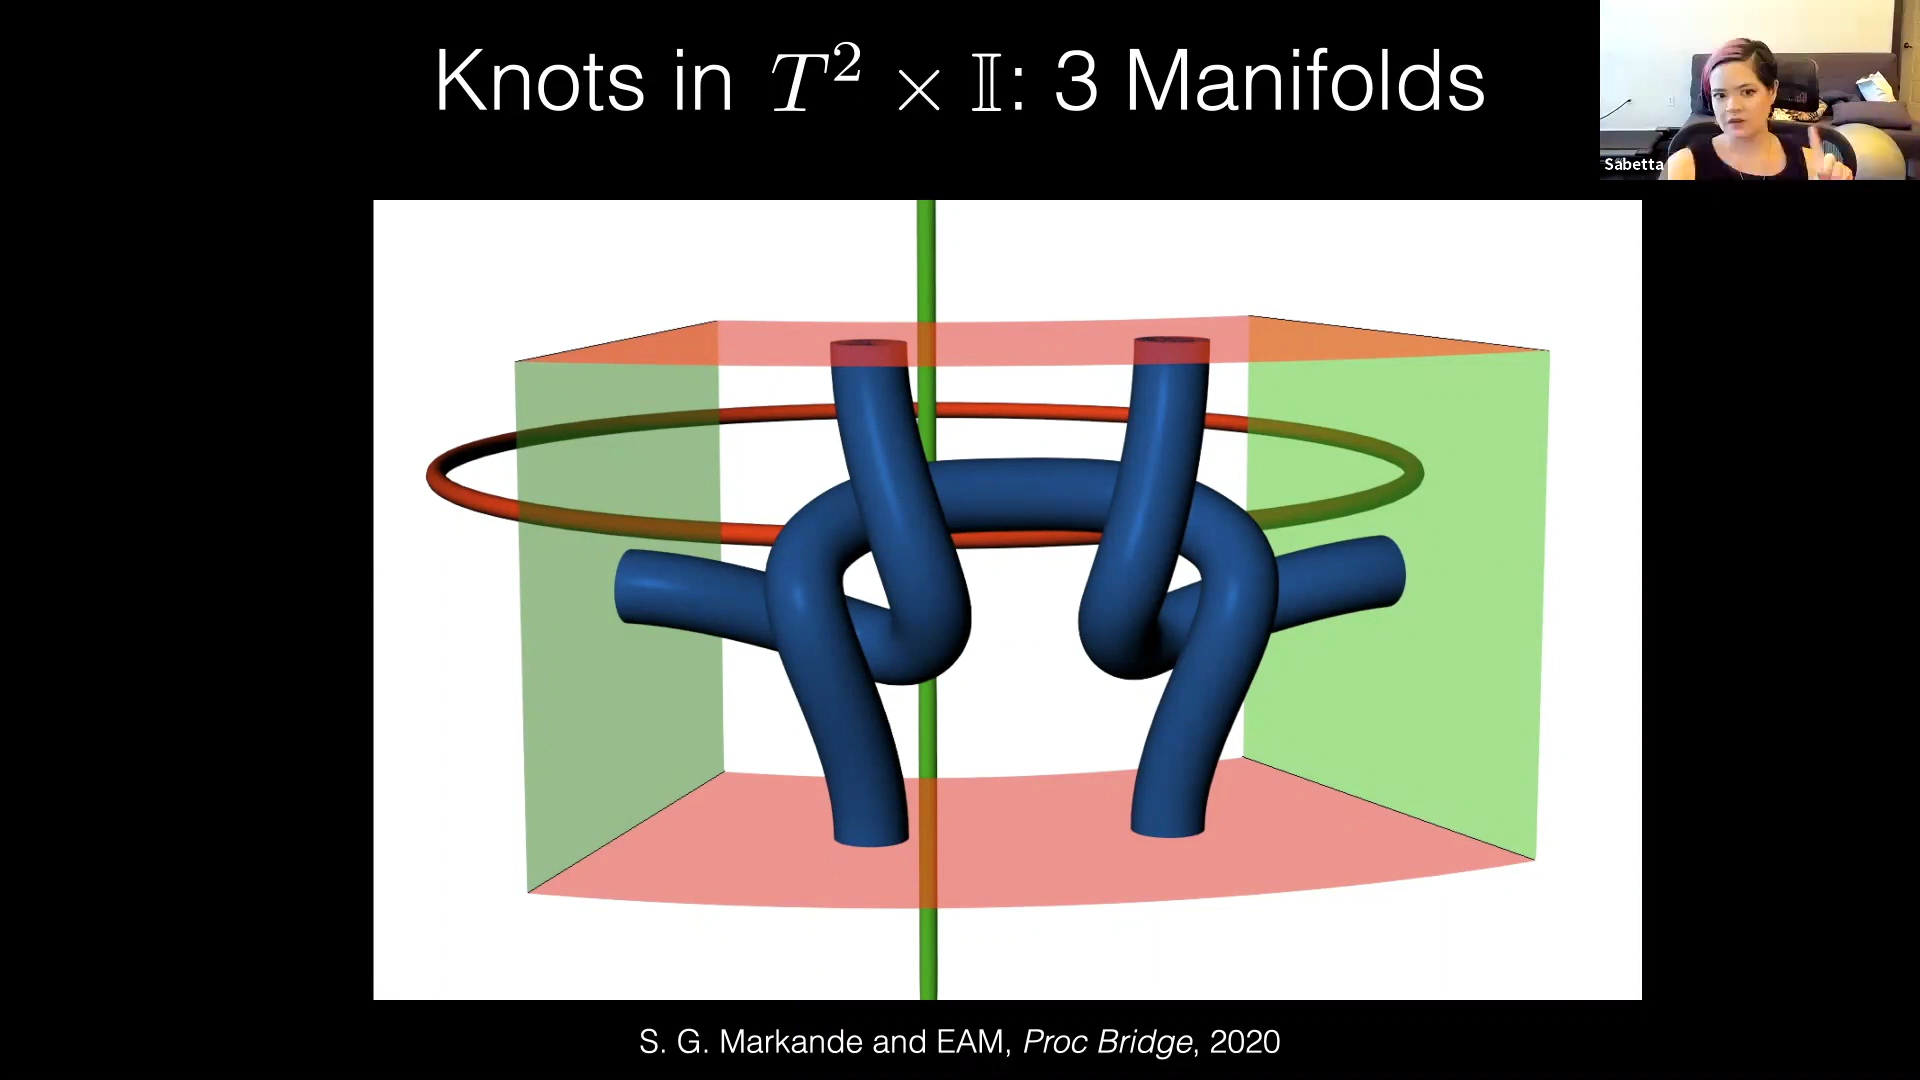 Knots in T² × 𝕀: 3 Manifolds
Sabetta
S. G. Markande and EAM, Proc Bridge, 2020